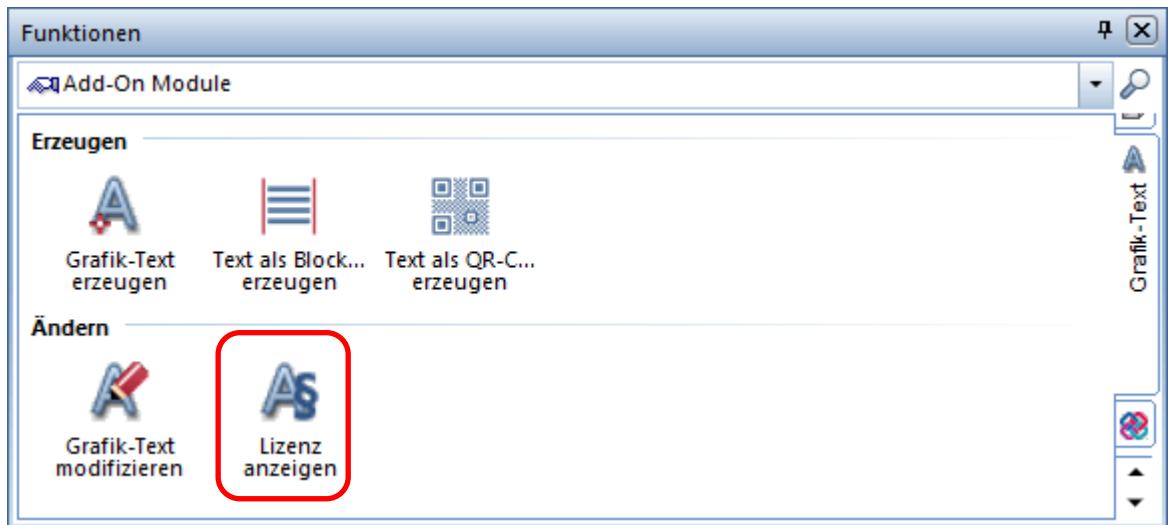 Funktionen
Add-On Module
Erzeugen
Grafik-Text
erzeugen
Text als Block...
erzeugen
Text als QR-C...
erzeugen
Grafik-Text
Ändern
Grafik-Text
modifizieren
Lizenz
anzeigen